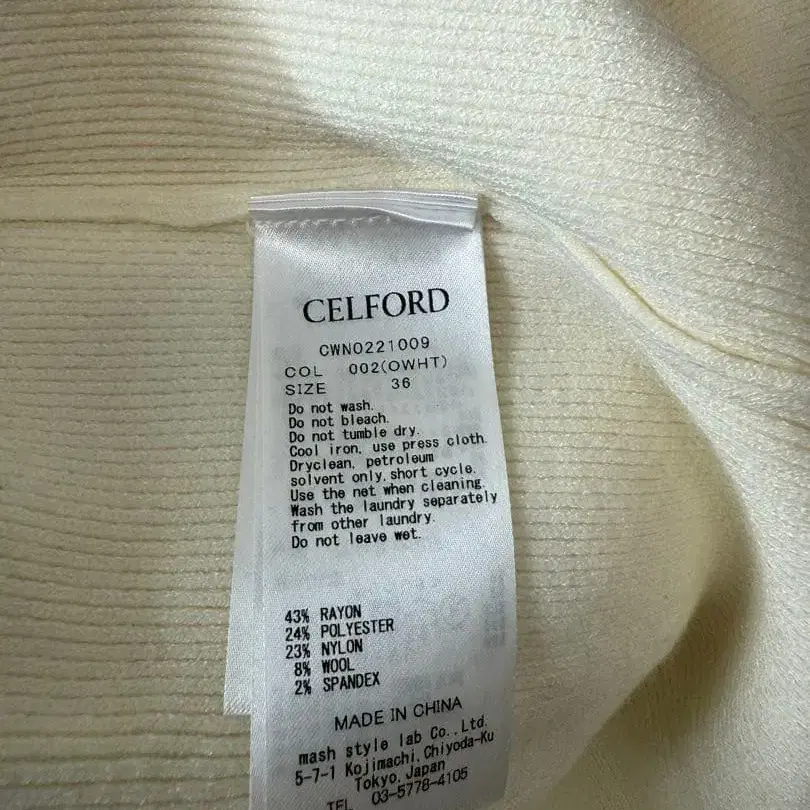 CELFORD
CWNO221009
COL 002(OWHT)
SIZE 36
Do not wash.
Do not bleach.
Do not tumble dry.
Cool iron, use press cloth.
Dryclean, petroleum
solvent only,short cycle.
Use the net when cleaning.
Wash the laundry separately
from other laundry.
Do not leave wet.
43% RAYON
24% POLYESTER
23% NYLON
8% WOOL
2% SPANDEX
MADE IN CHINA
mash style lab Co.,Ltd.
5-7-1 Kojimachi,Chiyoda-Ku
Tokyo,Japan
TEL 03-5778-4105